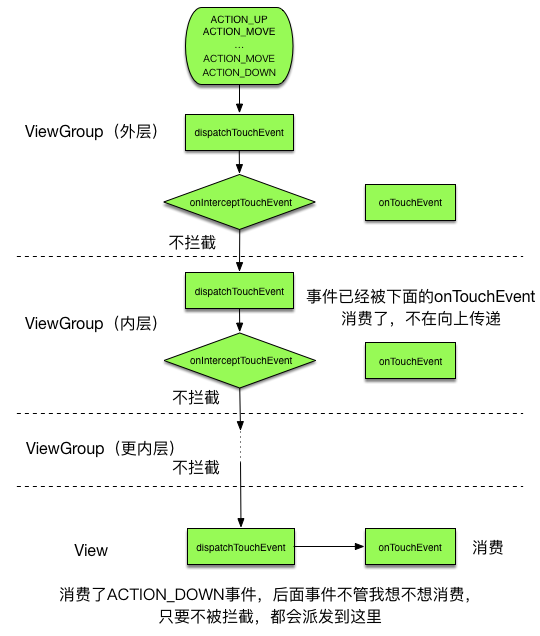 ACTION_UP
ACTION_MOVE
...
ACTION_MOVE
ACTION_DOWN
ViewGroup（外层）
dispatchTouchEvent
onInterceptTouchEvent
onTouchEvent
不拦截
ViewGroup（内层）
dispatchTouchEvent
事件已经被下面的onTouchEvent
消费了，不在向上传递
onInterceptTouchEvent
onTouchEvent
不拦截
ViewGroup（更内层）
不拦截
View
dispatchTouchEvent
onTouchEvent
消费
消费了ACTION_DOWN事件，后面事件不管我想不想消费，
只要不被拦截，都会派发到这里